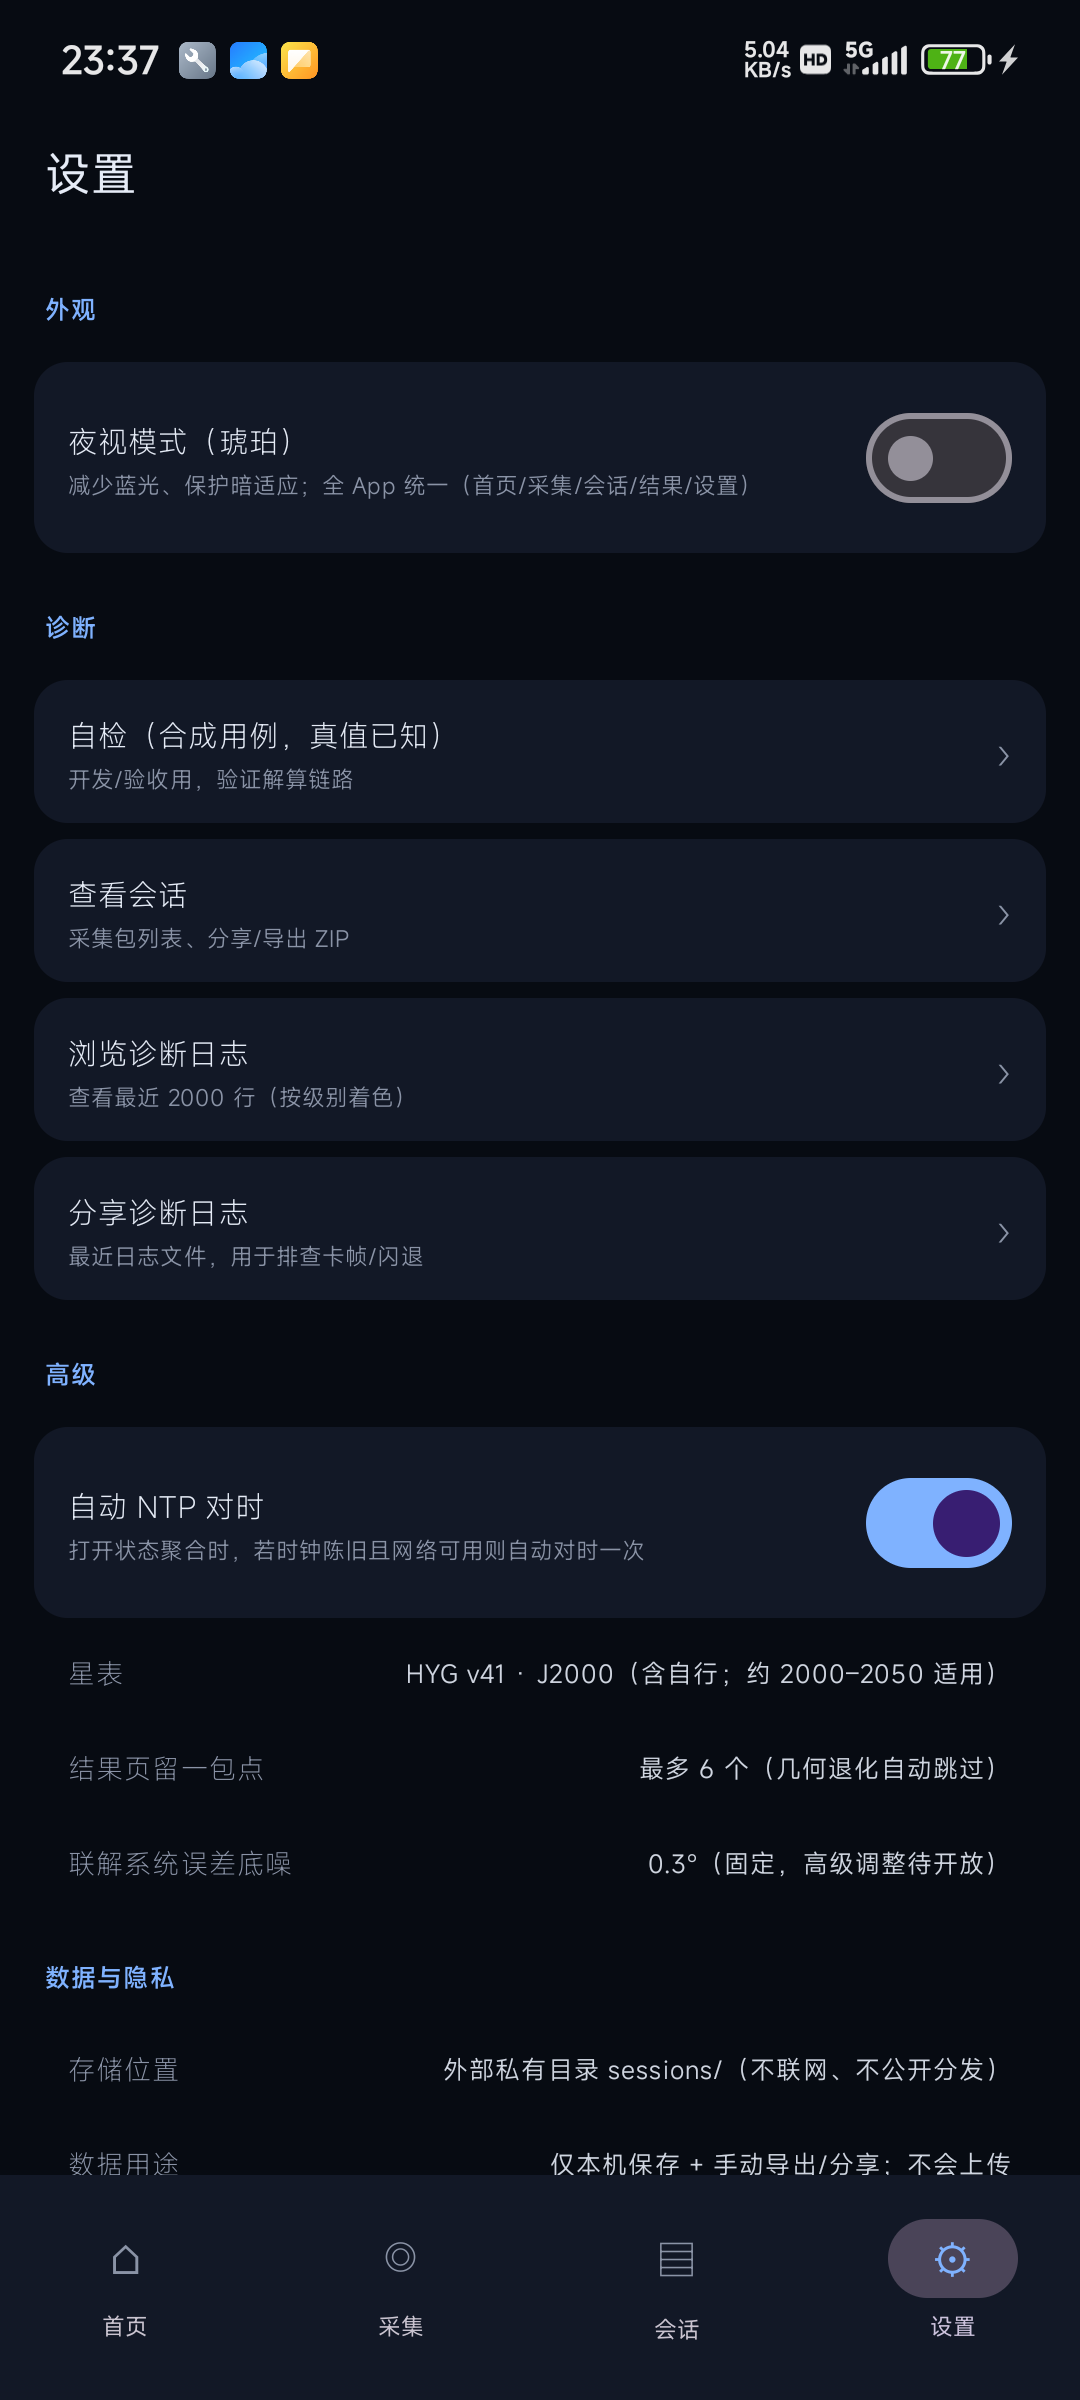 23:37
5.04 KB/s HD 5G 77
设置
外观
夜视模式（琥珀）
减少蓝光、保护暗适应；全 App 统一（首页/采集/会话/结果/设置）
诊断
自检（合成用例，真值已知）
开发/验收用，验证解算链路
查看会话
采集包列表、分享/导出 ZIP
浏览诊断日志
查看最近 2000 行（按级别着色）
分享诊断日志
最近日志文件，用于排查卡帧/闪退
高级
自动 NTP 对时
打开状态聚合时，若时钟陈旧且网络可用则自动对时一次
星表 HYG v41 · J2000（含自行；约 2000–2050 适用）
结果页留一包点 最多 6 个（几何退化自动跳过）
联解系统误差底噪 0.3°（固定，高级调整待开放）
数据与隐私
存储位置 外部私有目录 sessions/（不联网、不公开分发）
数据用途 仅本机保存 + 手动导出/分享；不会上传
首页 采集 会话 设置